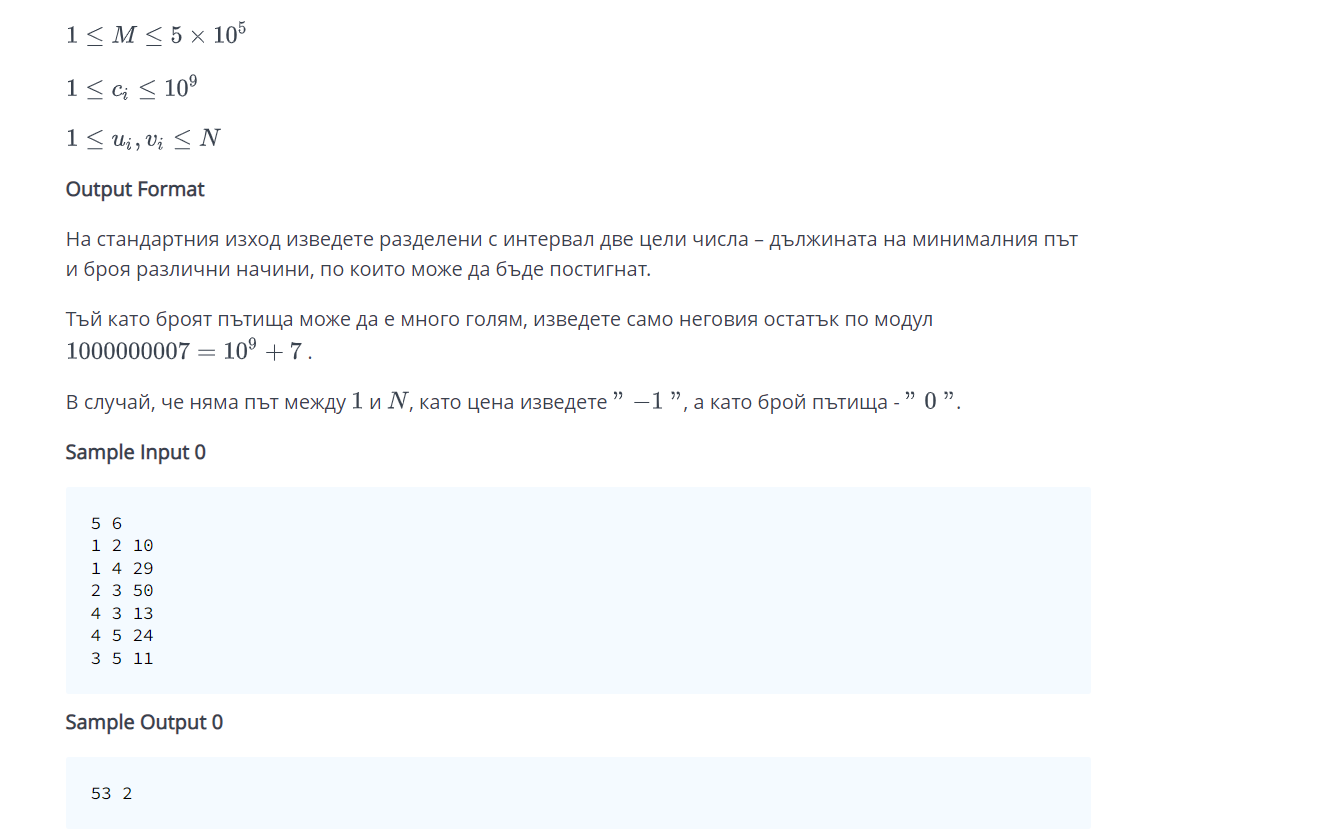 1 ≤ M ≤ 5 × 10⁵
1 ≤ cᵢ ≤ 10⁹
1 ≤ uᵢ, vᵢ ≤ N
Output Format
На стандартния изход изведете разделени с интервал две цели числа – дължината на минималния път
и броя различни начини, по които може да бъде постигнат.
Тъй като броят пътища може да е много голям, изведете само неговия остатък по модул
1000000007 = 10⁹ + 7 .
В случай, че няма път между 1 и N, като цена изведете ” −1 ”, а като брой пътища - ” 0 ”.
Sample Input 0
5 6
1 2 10
1 4 29
2 3 50
4 3 13
4 5 24
3 5 11
Sample Output 0
53 2